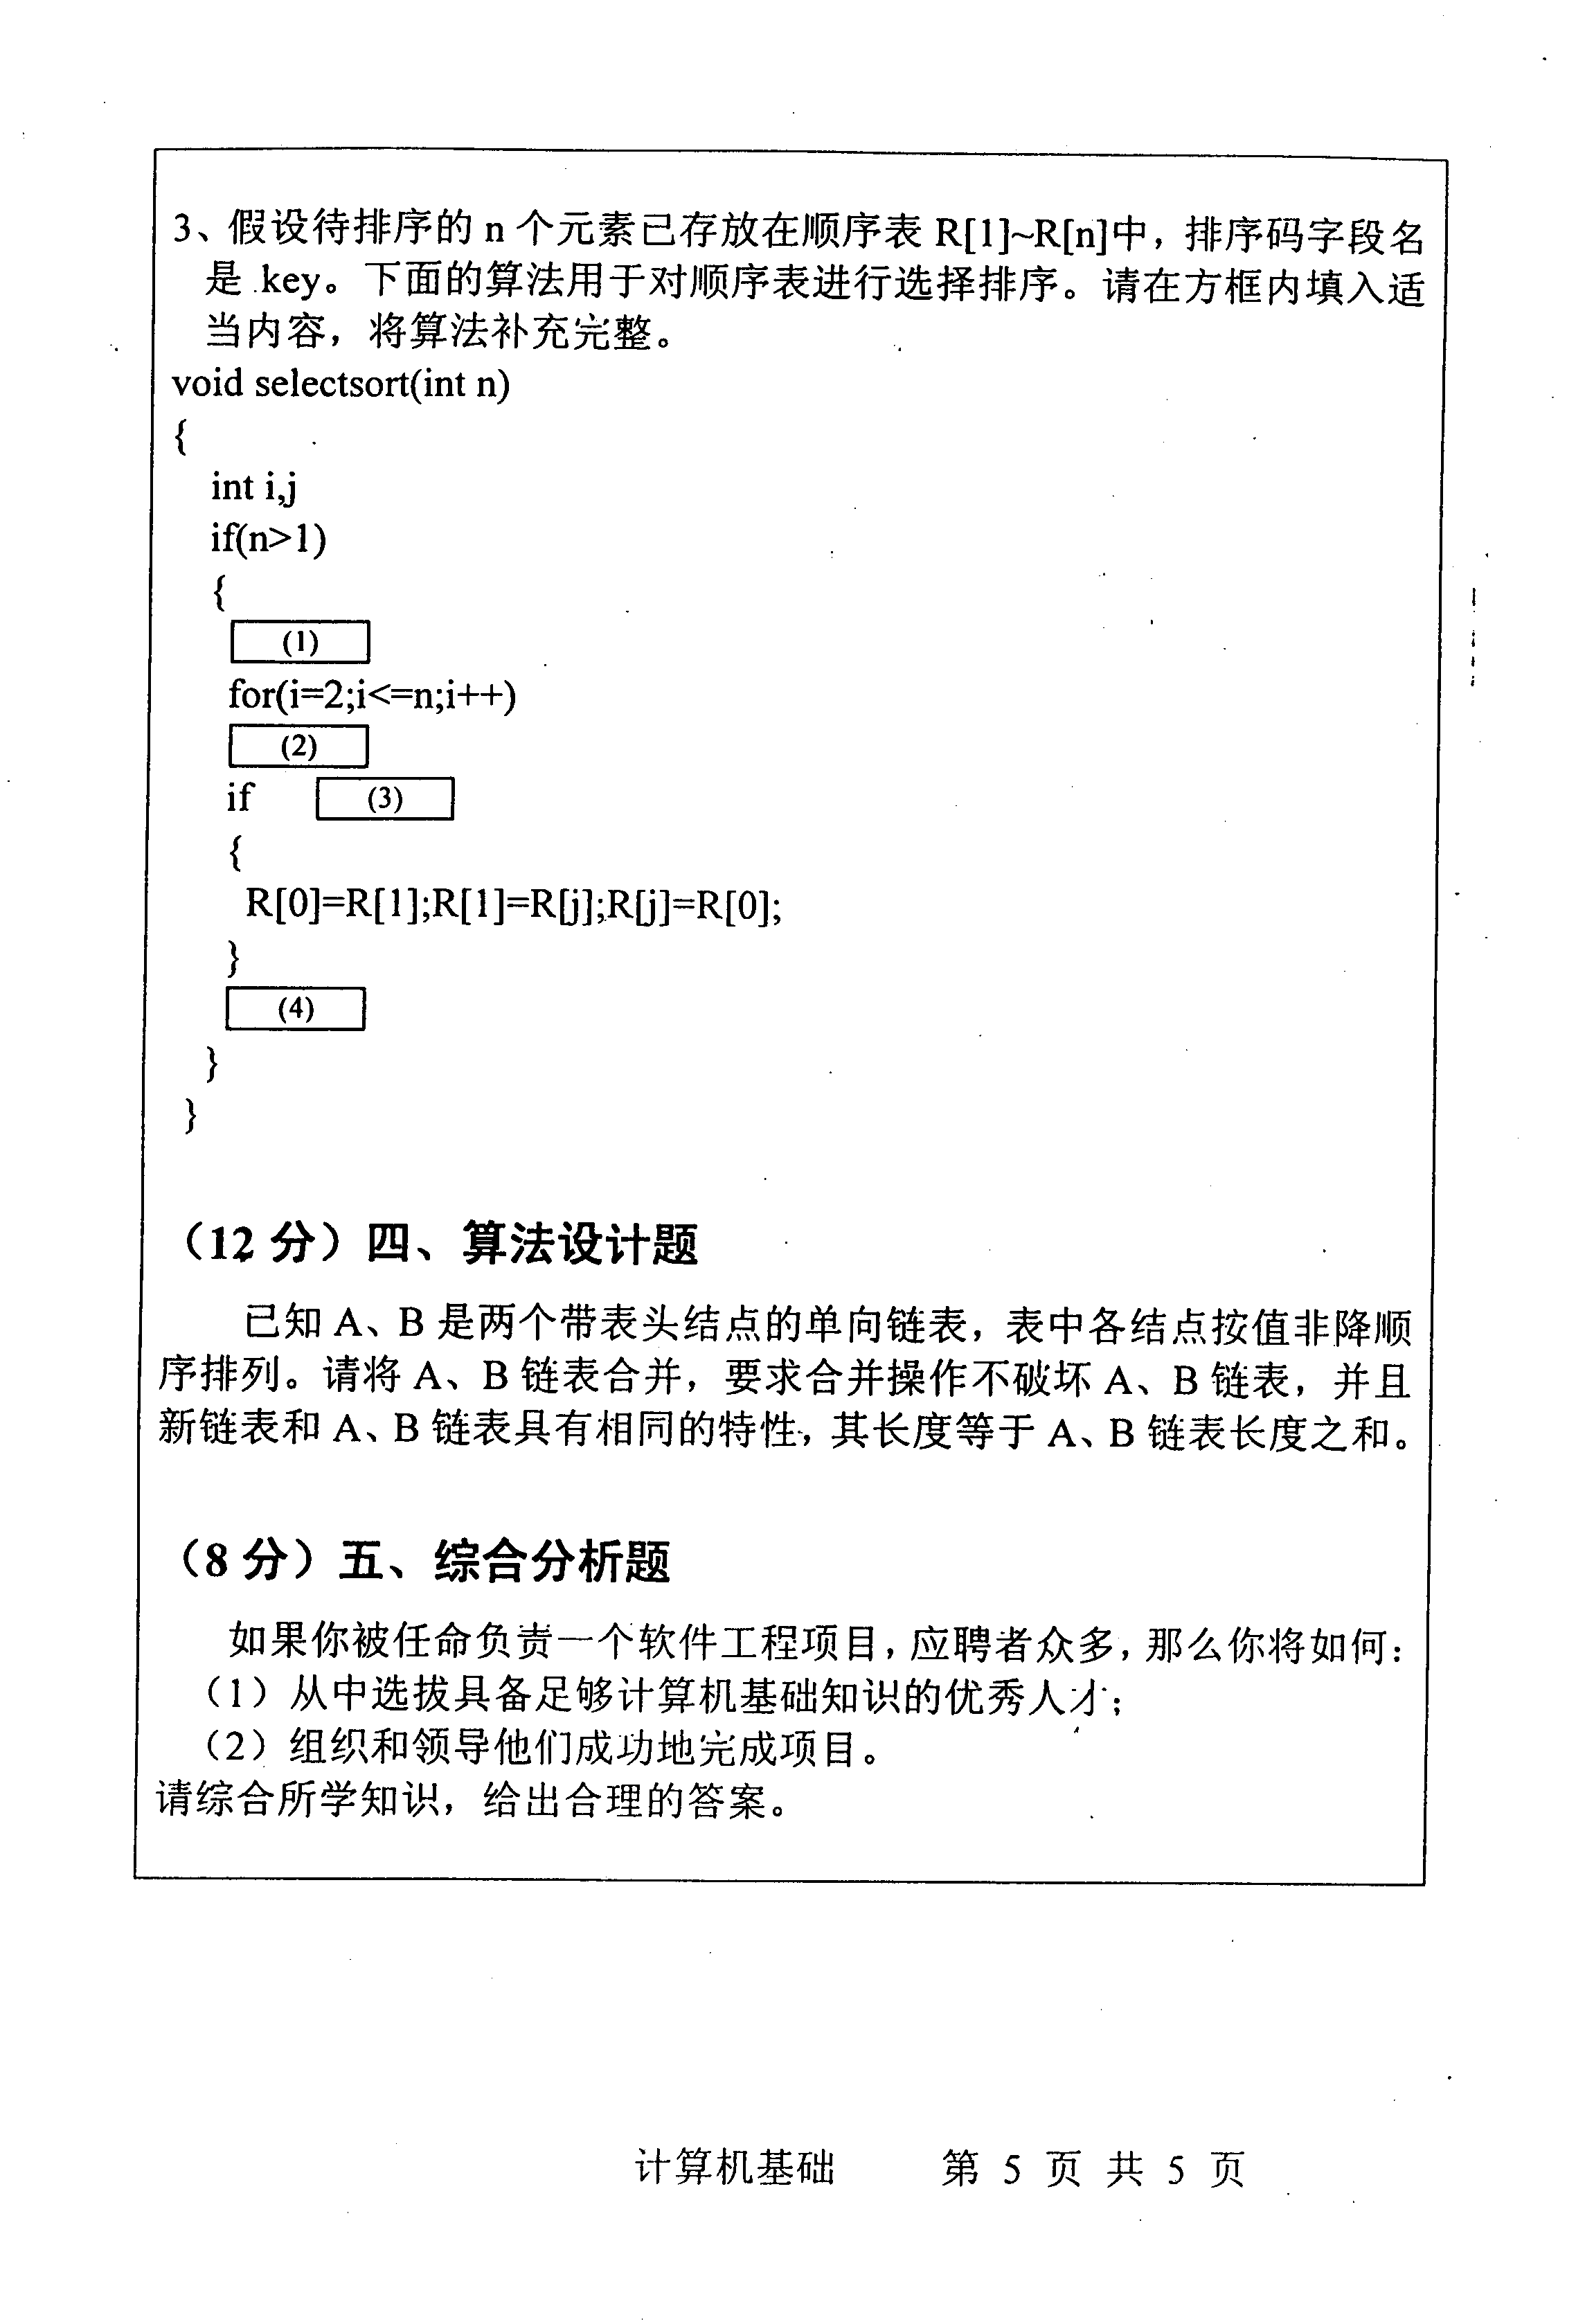 3、假设待排序的 n 个元素已存放在顺序表 R[1]~R[n]中，排序码字段名
是 .key。下面的算法用于对顺序表进行选择排序。请在方框内填入适
当内容，将算法补充完整。
void selectsort(int n)
{
int i,j
if(n>1)
{
(1)
for(i=2;i<=n;i++)
(2)
if (3)
{
R[0]=R[1];R[1]=R[j];R[j]=R[0];
}
(4)
}
}
（12 分）四、算法设计题
已知 A、B 是两个带表头结点的单向链表，表中各结点按值非降顺
序排列。请将 A、B 链表合并，要求合并操作不破坏 A、B 链表，并且
新链表和 A、B 链表具有相同的特性，其长度等于 A、B 链表长度之和。
（8 分）五、综合分析题
如果你被任命负责一个软件工程项目，应聘者众多，那么你将如何：
（1）从中选拔具备足够计算机基础知识的优秀人才；
（2）组织和领导他们成功地完成项目。
请综合所学知识，给出合理的答案。
计算机基础 第 5 页 共 5 页